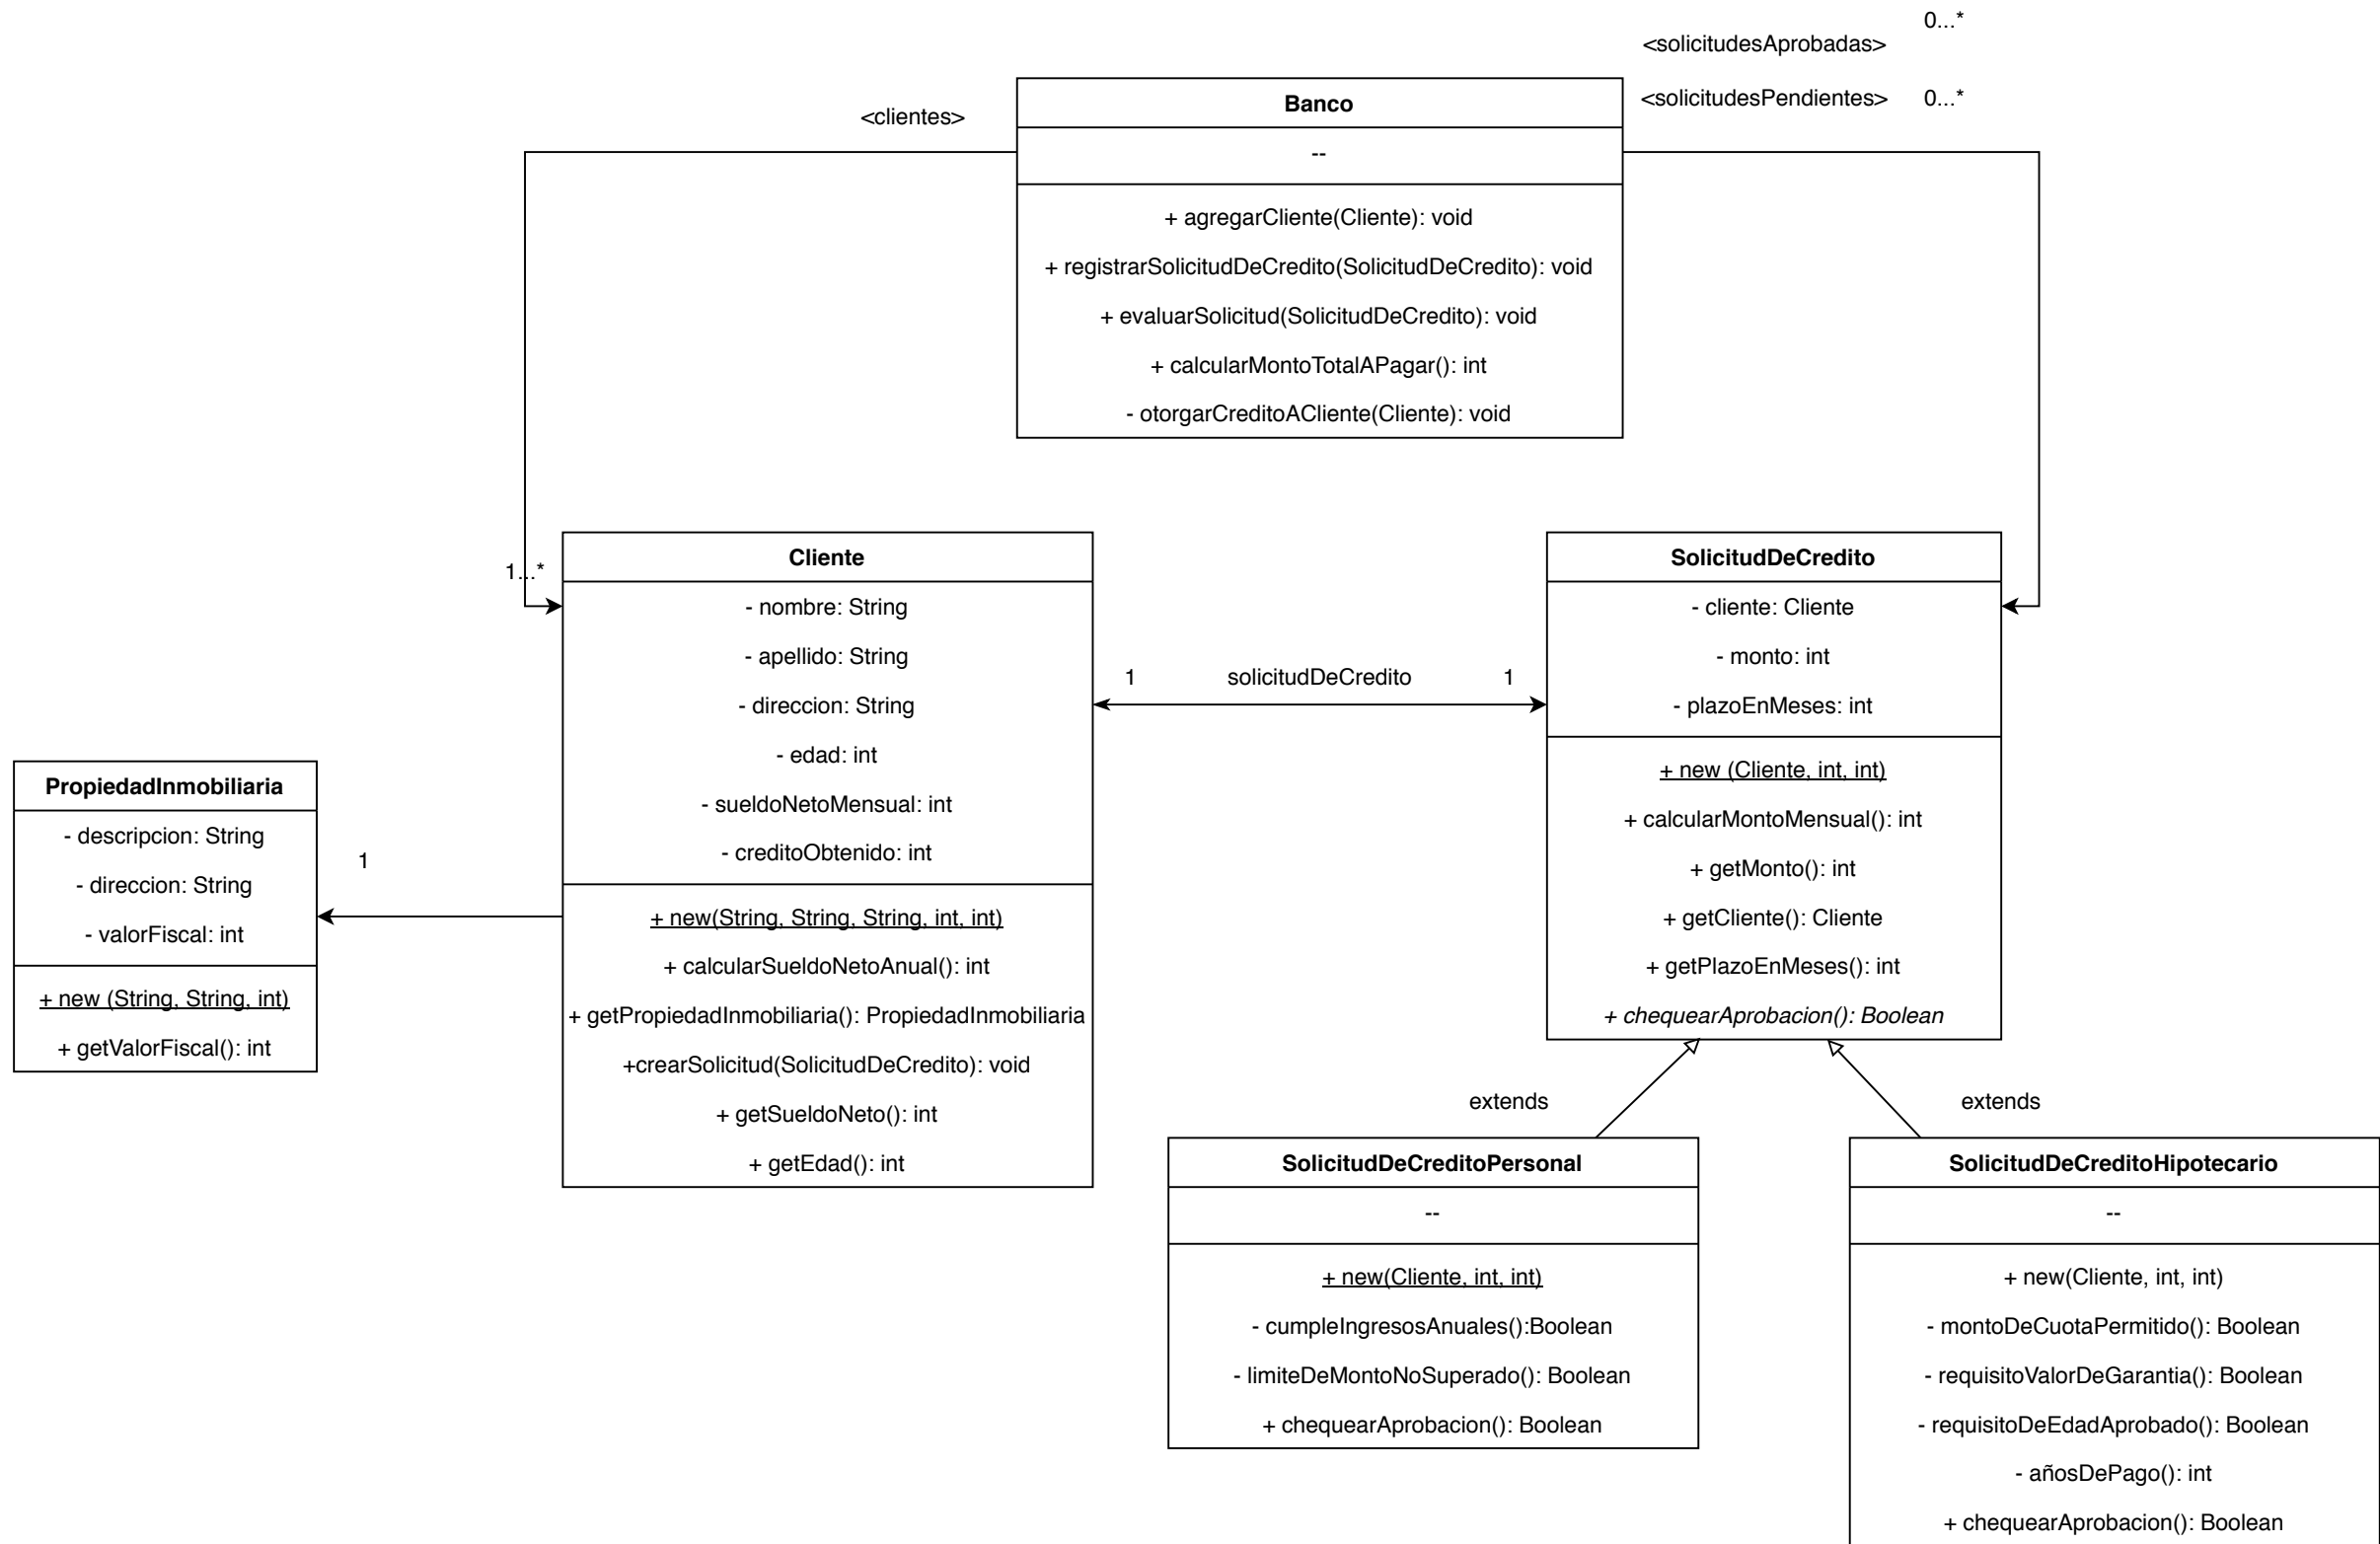 0...*
<solicitudesAprobadas>
<solicitudesPendientes> 0...*
<clientes>
Banco
--
+ agregarCliente(Cliente): void
+ registrarSolicitudDeCredito(SolicitudDeCredito): void
+ evaluarSolicitud(SolicitudDeCredito): void
+ calcularMontoTotalAPagar(): int
- otorgarCreditoACliente(Cliente): void
1...*
Cliente
- nombre: String
- apellido: String
- direccion: String
- edad: int
- sueldoNetoMensual: int
- creditoObtenido: int
+ new(String, String, String, int, int)
+ calcularSueldoNetoAnual(): int
+ getPropiedadInmobiliaria(): PropiedadInmobiliaria
+crearSolicitud(SolicitudDeCredito): void
+ getSueldoNeto(): int
+ getEdad(): int
1 solicitudDeCredito 1
SolicitudDeCredito
- cliente: Cliente
- monto: int
- plazoEnMeses: int
+ new (Cliente, int, int)
+ calcularMontoMensual(): int
+ getMonto(): int
+ getCliente(): Cliente
+ getPlazoEnMeses(): int
+ chequearAprobacion(): Boolean
PropiedadInmobiliaria
- descripcion: String
- direccion: String
- valorFiscal: int
+ new (String, String, int)
+ getValorFiscal(): int
1
extends
extends
SolicitudDeCreditoPersonal
--
+ new(Cliente, int, int)
- cumpleIngresosAnuales():Boolean
- limiteDeMontoNoSuperado(): Boolean
+ chequearAprobacion(): Boolean
SolicitudDeCreditoHipotecario
--
+ new(Cliente, int, int)
- montoDeCuotaPermitido(): Boolean
- requisitoValorDeGarantia(): Boolean
- requisitoDeEdadAprobado(): Boolean
- añosDePago(): int
+ chequearAprobacion(): Boolean